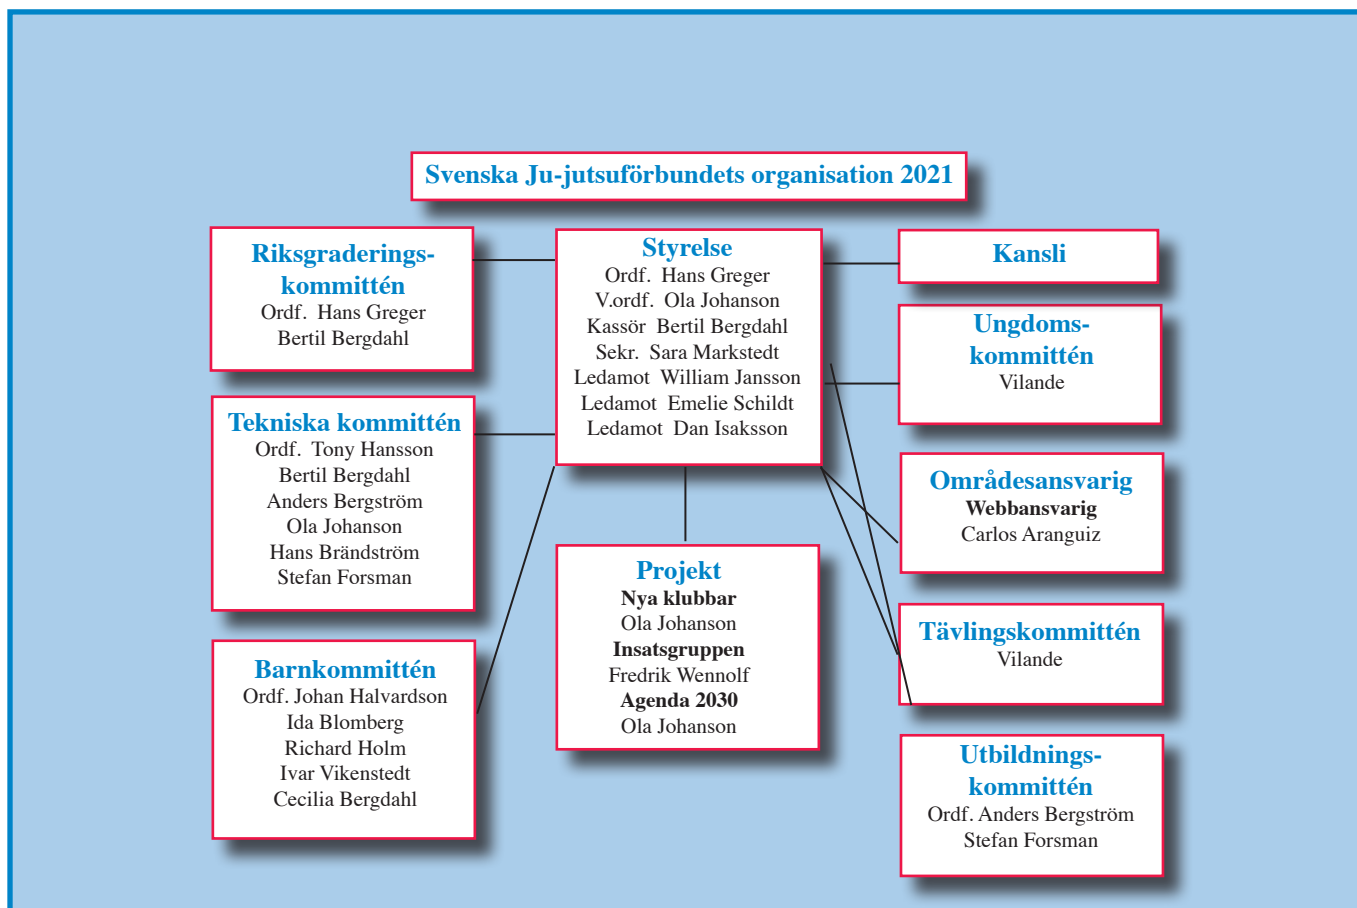 Svenska Ju-jutsuförbundets organisation 2021
Riksgraderings-
kommittén
Ordf. Hans Greger
Bertil Bergdahl
Tekniska kommittén
Ordf. Tony Hansson
Bertil Bergdahl
Anders Bergström
Ola Johanson
Hans Brändström
Stefan Forsman
Barnkommittén
Ordf. Johan Halvardson
Ida Blomberg
Richard Holm
Ivar Vikenstedt
Cecilia Bergdahl
Styrelse
Ordf. Hans Greger
V.ordf. Ola Johanson
Kassör Bertil Bergdahl
Sekr. Sara Markstedt
Ledamot William Jansson
Ledamot Emelie Schildt
Ledamot Dan Isaksson
Projekt
Nya klubbar
Ola Johanson
Insatsgruppen
Fredrik Wennolf
Agenda 2030
Ola Johanson
Kansli
Ungdoms-
kommittén
Vilande
Områdesansvarig
Webbansvarig
Carlos Aranguiz
Tävlingskommittén
Vilande
Utbildnings-
kommittén
Ordf. Anders Bergström
Stefan Forsman